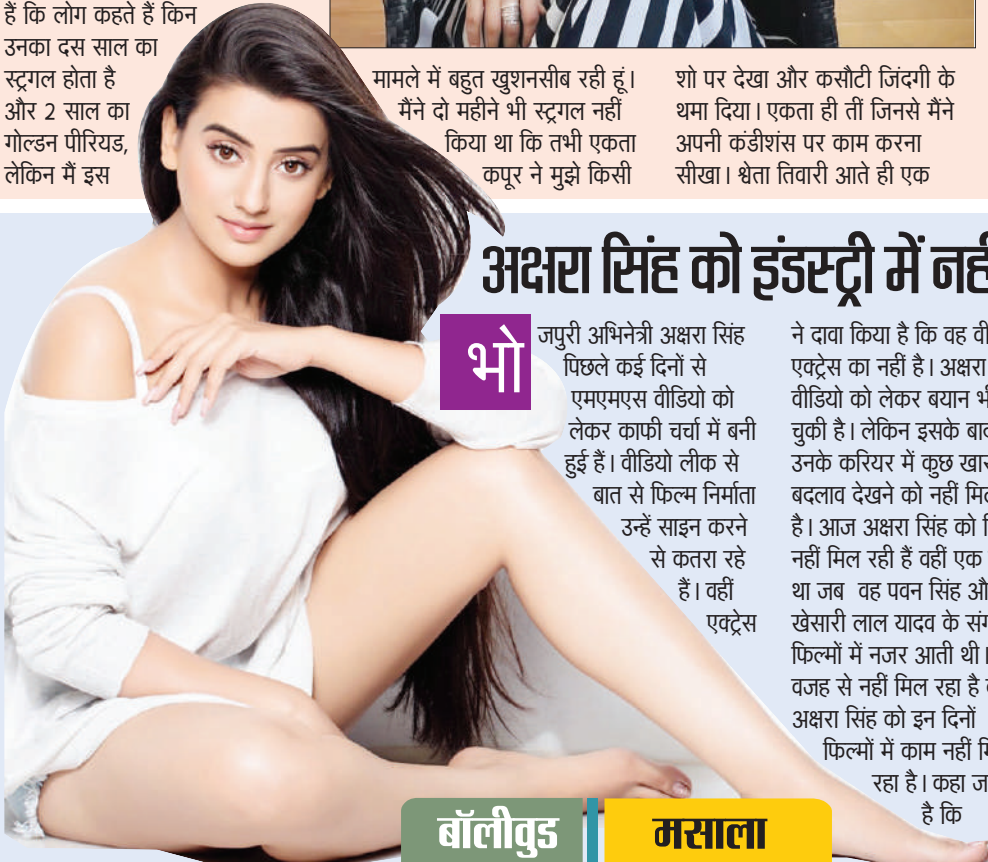 हैं कि लोग कहते हैं किन
उनका दस साल का
स्ट्रगल होता है
और 2 साल का
गोल्डन पीरियड,
लेकिन मैं इस
मामले में बहुत खुशनसीब रही हूं।
मैंने दो महीने भी स्ट्रगल नहीं
किया था कि तभी एकता
कपूर ने मुझे किसी
शो पर देखा और कसौटी जिंदगी के
थमा दिया। एकता ही तीं जिनसे मैंने
अपनी कंडीशंस पर काम करना
सीखा। श्वेता तिवारी आते ही एक
अक्षरा सिंह को इंडस्ट्री में
भोजपुरी अभिनेत्री अक्षरा सिंह
पिछले कई दिनों से
एमएमएस वीडियो को
लेकर काफी चर्चा में बनी
हुई हैं। वीडियो लीक से
बात से फिल्म निर्माता
उन्हें साइन करने
से कतरा रहे
हैं। वहीं
एक्ट्रेस
ने दावा किया है कि वह
एक्ट्रेस का नहीं है। अक्षरा
वीडियो को लेकर बयान
चुकी है। लेकिन इसके
उनके करियर में कुछ
बदलाव देखने को नहीं
है। आज अक्षरा सिंह को
नहीं मिल रही हैं वहीं एक
था जब वह पवन सिंह
खेसारी लाल यादव के
फिल्मों में नजर आती थी।
वजह से नहीं मिल रहा है
अक्षरा सिंह को इन दिनों
फिल्मों में काम नहीं
रहा है। कहा
है कि
बॉलीवुड
मसाला